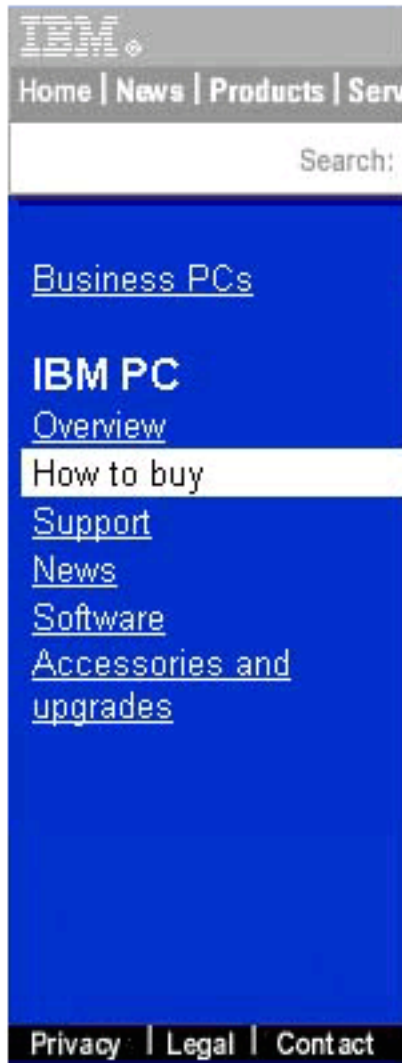 IBM®
Home | News | Products | Serv
Search:
Business PCs
IBM PC
Overview
How to buy
Support
News
Software
Accessories and
upgrades
Privacy | Legal | Contact